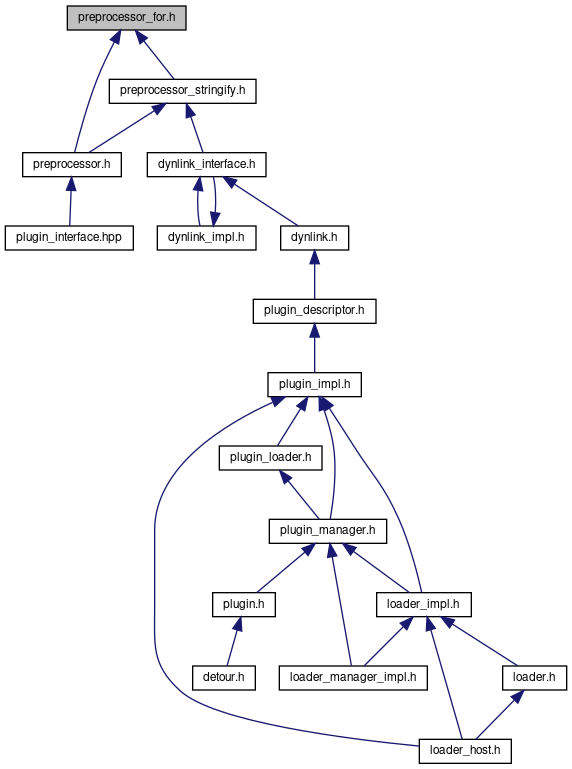 preprocessor_for.h
preprocessor_stringify.h
preprocessor.h
dynlink_interface.h
plugin_interface.hpp
dynlink_impl.h
dynlink.h
plugin_descriptor.h
plugin_impl.h
plugin_loader.h
plugin_manager.h
plugin.h
loader_impl.h
detour.h
loader_manager_impl.h
loader.h
loader_host.h